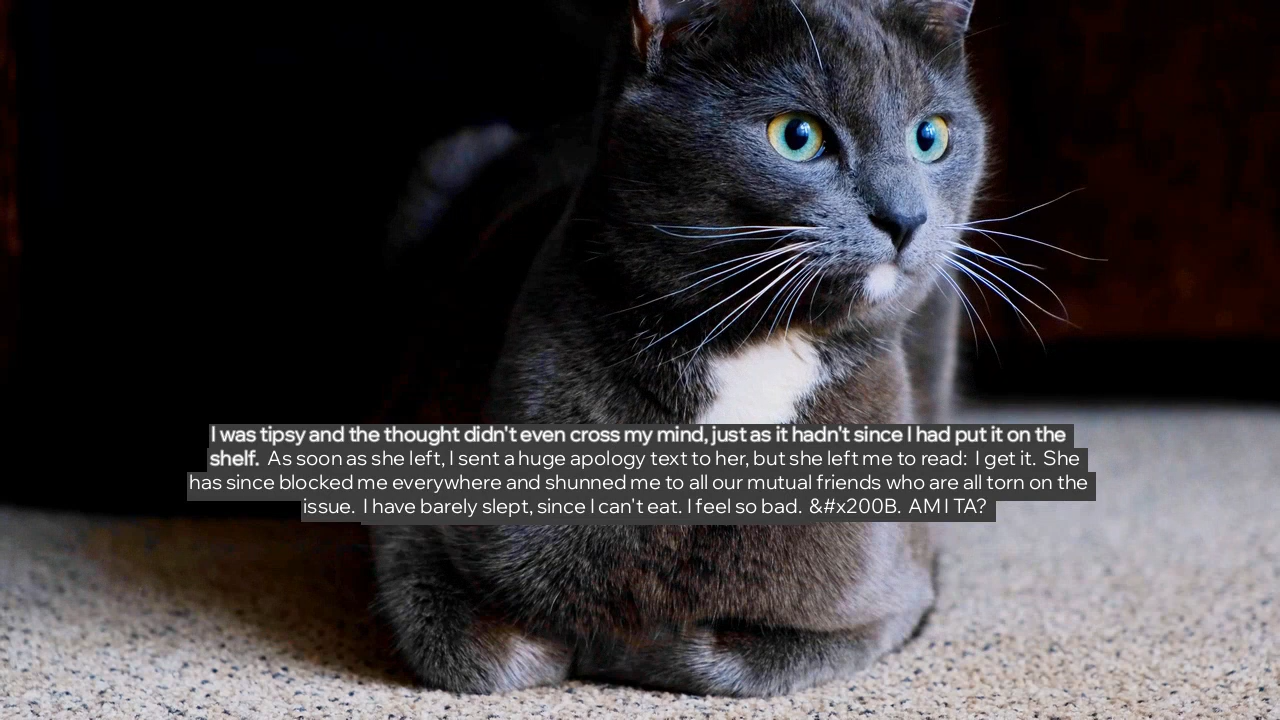 I was tipsy and the thought didn't even cross my mind, just as it hadn't since I had put it on the
shelf.  As soon as she left, I sent a huge apology text to her, but she left me to read:  I get it.  She
has since blocked me everywhere and shunned me to all our mutual friends who are all torn on the
issue.  I have barely slept, since I can't eat. I feel so bad.  &#x200B.  AM I TA?